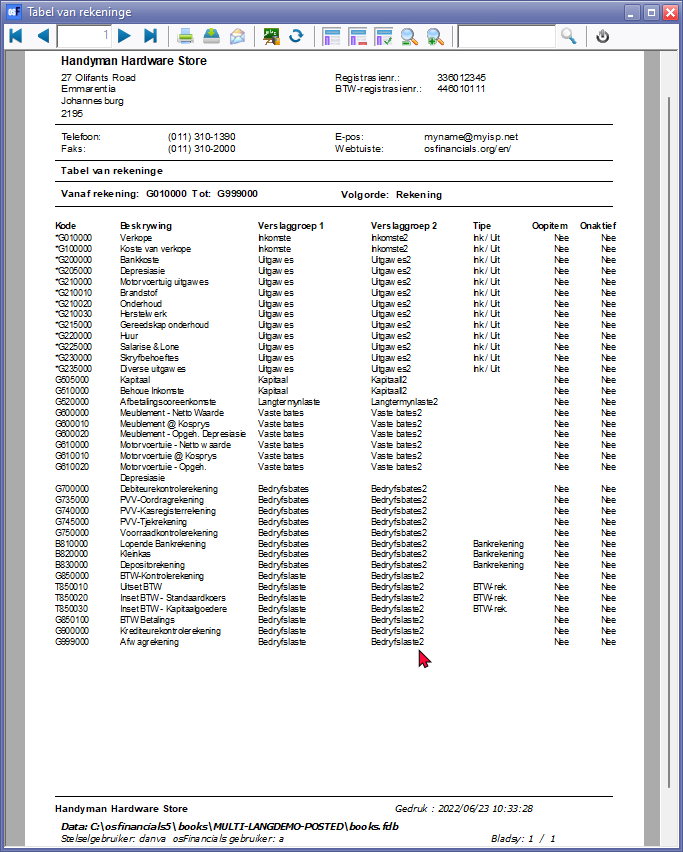 Tabel van rekeninge
1
Handyman Hardware Store
27 Olifants Road Registrasienr.: 336012345
Emmarentia BTW-registrasienr.: 446010111
Johannesburg
2195
Telefoon: (011) 310-1390 E-pos: myname@myisp.net
Faks: (011) 310-2000 Webtuiste: osfinancials.org/en/
Tabel van rekeninge
Vanaf rekening: G010000 Tot: G999000 Volgorde: Rekening
Kode Beskrywing Verslaggroep 1 Verslaggroep 2 Tipe Oopitem Onaktief
*G010000 Verkope Inkomste Inkomste2 Ink / Uit Nee Nee
*G100000 Koste van verkope Inkomste Inkomste2 Ink / Uit Nee Nee
*G200000 Bankkoste Uitgawes Uitgawes2 Ink / Uit Nee Nee
*G205000 Depresiasie Uitgawes Uitgawes2 Ink / Uit Nee Nee
*G210000 Motorvoertuig uitgawes Uitgawes Uitgawes2 Ink / Uit Nee Nee
*G210010 Brandstof Uitgawes Uitgawes2 Ink / Uit Nee Nee
*G210020 Onderhoud Uitgawes Uitgawes2 Ink / Uit Nee Nee
*G210030 Herstelwerk Uitgawes Uitgawes2 Ink / Uit Nee Nee
*G215000 Gereedskap onderhoud Uitgawes Uitgawes2 Ink / Uit Nee Nee
*G220000 Huur Uitgawes Uitgawes2 Ink / Uit Nee Nee
*G225000 Salarise & Lone Uitgawes Uitgawes2 Ink / Uit Nee Nee
*G230000 Skryfbehoeftes Uitgawes Uitgawes2 Ink / Uit Nee Nee
*G235000 Diverse uitgawes Uitgawes Uitgawes2 Ink / Uit Nee Nee
G505000 Kapitaal Kapitaal Kapitaal2 Nee Nee
G510000 Behoue Inkomste Kapitaal Kapitaal2 Nee Nee
G520000 Afbetalingsooreenkomste Langtermynlaste Langtermynlaste2 Nee Nee
G600000 Meublement - Netto Waarde Vaste bates Vaste bates2 Nee Nee
G600010 Meublement @ Kosprys Vaste bates Vaste bates2 Nee Nee
G600020 Meublement - Opgeh. Depresiasie Vaste bates Vaste bates2 Nee Nee
G610000 Motorvoertuie - Netto waarde Vaste bates Vaste bates2 Nee Nee
G610010 Motorvoertuie @ Kosprys Vaste bates Vaste bates2 Nee Nee
G610020 Motorvoertuie - Opgeh. Vaste bates Vaste bates2 Nee Nee
Depresiasie
G700000 Debiteurekontrolerekening Bedryfsbates Bedryfsbates2 Nee Nee
G735000 PVV-Oordragrekening Bedryfsbates Bedryfsbates2 Nee Nee
G740000 PVV-Kasregisterrekening Bedryfsbates Bedryfsbates2 Nee Nee
G745000 PVV-Tjekrekening Bedryfsbates Bedryfsbates2 Nee Nee
G750000 Voorraadkontrolerekening Bedryfsbates Bedryfsbates2 Nee Nee
B810000 Lopende Bankrekening Bedryfsbates Bedryfsbates2 Bankrekening Nee Nee
B820000 Kleinkas Bedryfsbates Bedryfsbates2 Bankrekening Nee Nee
B830000 Depositorekening Bedryfsbates Bedryfsbates2 Bankrekening Nee Nee
G850000 BTW-Kontrolerekening Bedryfslaste Bedryfslaste2 Nee Nee
T850010 Uitset BTW Bedryfslaste Bedryfslaste2 BTW-rek. Nee Nee
T850020 Inset BTW - Standaardkoers Bedryfslaste Bedryfslaste2 BTW-rek. Nee Nee
T850030 Inset BTW - Kapitaalgoedere Bedryfslaste Bedryfslaste2 BTW-rek. Nee Nee
G850100 BTW Betalings Bedryfslaste Bedryfslaste2 Nee Nee
G900000 Krediteurekontrolerekening Bedryfslaste Bedryfslaste2 Nee Nee
G999000 Afwagrekening Bedryfslaste Bedryfslaste2 Nee Nee
Handyman Hardware Store Gedruk : 2022/06/23 10:33:28
Data: C:\osfinancials5\books\MULTI-LANGDEMO-POSTED\books.fdb
Stelselgebruiker: danva osFinancials gebruiker: a Bladsy: 1 / 1